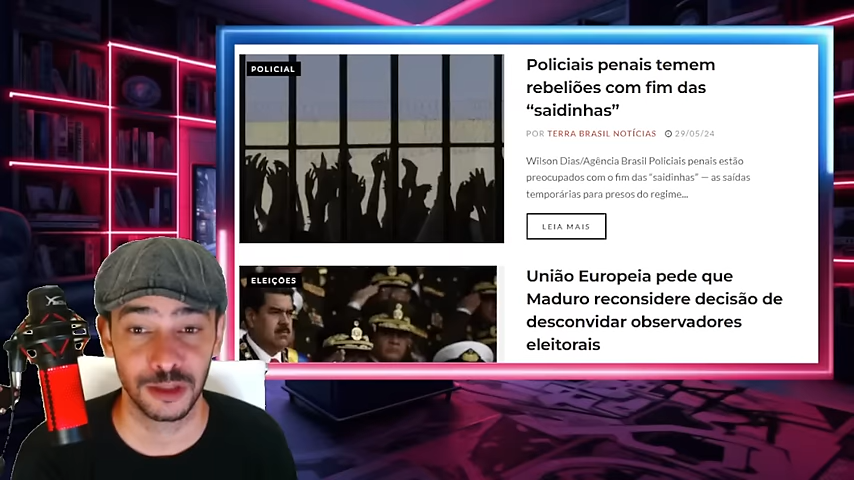 POLICIAL
Policiais penais temem
rebeliões com fim das
“saidinhas”
POR TERRA BRASIL NOTÍCIAS 29/05/24
Wilson Dias/Agência Brasil Policiais penais estão
preocupados com o fim das “saidinhas” — as saídas
temporárias para presos do regime...
LEIA MAIS
ELEIÇÕES
União Europeia pede que
Maduro reconsidere decisão de
desconvidar observadores
eleitorais